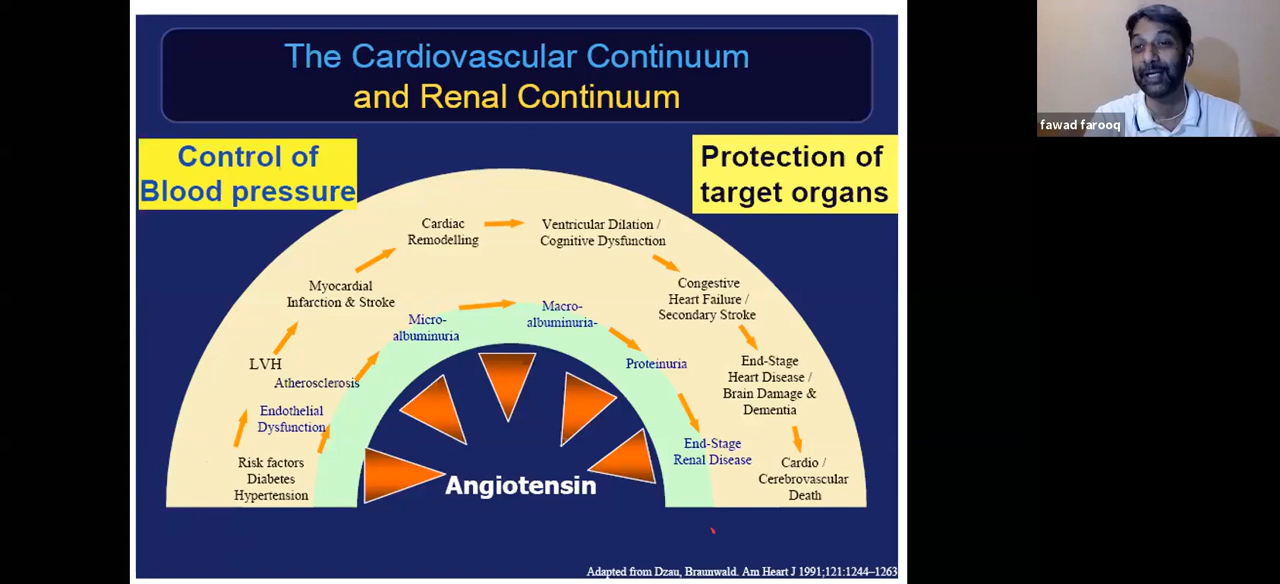 The Cardiovascular Continuum
and Renal Continuum
fawad farooq
Control of
Blood pressure
Protection of
target organs
Cardiac
Remodelling
Ventricular Dilation /
Cognitive Dysfunction
Myocardial
Infarction & Stroke
Congestive
Heart Failure /
Secondary Stroke
Micro-
albuminuria
Macro-
albuminuria-
LVH
Atherosclerosis
Proteinuria
End-Stage
Heart Disease /
Brain Damage &
Dementia
Endothelial
Dysfunction
End-Stage
Renal Disease
Risk factors
Diabetes
Hypertension
Cardio /
Cerebrovascular
Death
Angiotensin
Adapted from Dzau, Braunwald. Am Heart J 1991;121:1244–1263